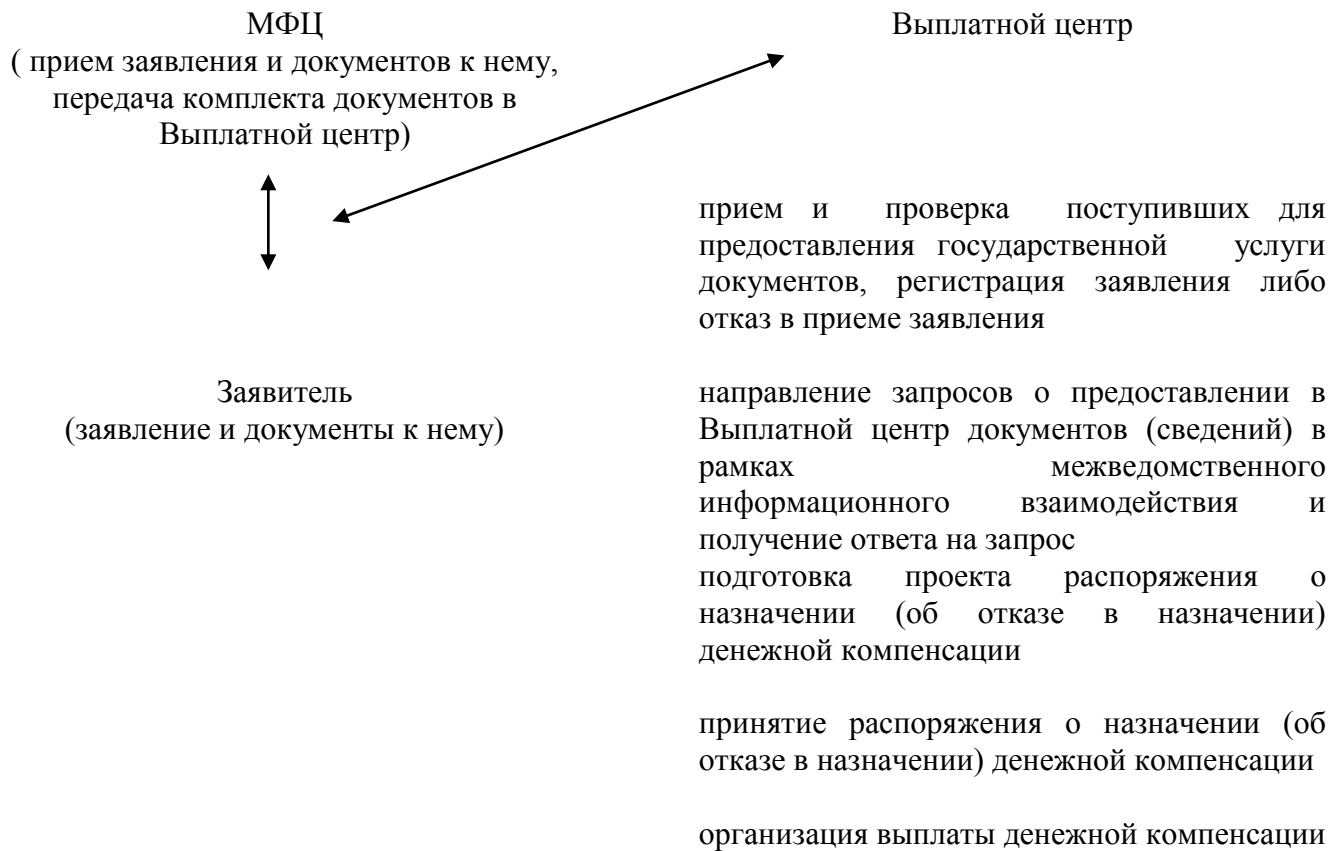 МФЦ
( прием заявления и документов к нему,
передача комплекта документов в
Выплатной центр)
Заявитель
(заявление и документы к нему)
Выплатной центр
прием и проверка поступивших для
предоставления государственной услуги
документов, регистрация заявления либо
отказ в приеме заявления
направление запросов о предоставлении в
Выплатной центр документов (сведений) в
рамках межведомственного
информационного взаимодействия и
получение ответа на запрос
подготовка проекта распоряжения о
назначении (об отказе в назначении)
денежной компенсации
принятие распоряжения о назначении (об
отказе в назначении) денежной компенсации
организация выплаты денежной компенсации